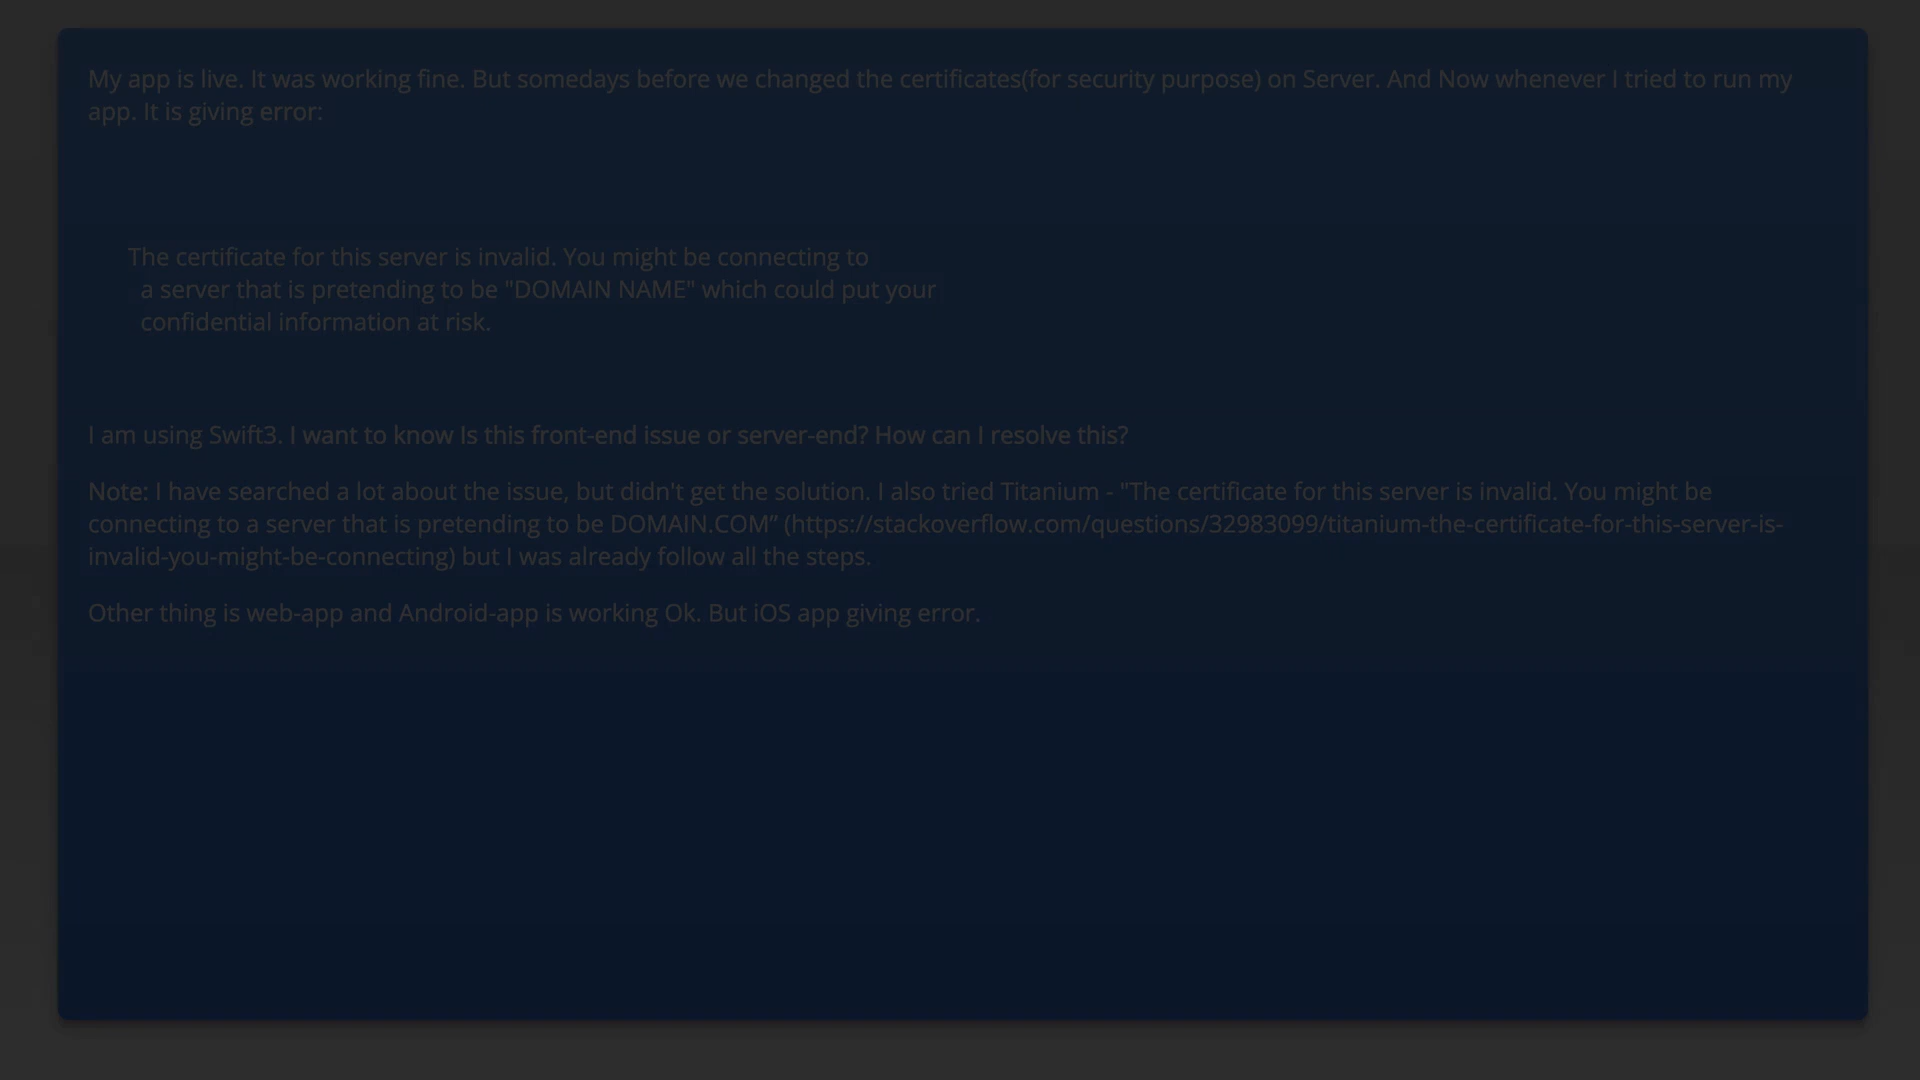 My app is live. It was working fine. But somedays before we changed the certificates(for security purpose) on Server. And Now whenever I tried to run my
app. It is giving error:
The certificate for this server is invalid. You might be connecting to
a server that is pretending to be "DOMAIN NAME" which could put your
confidential information at risk.
I am using Swift3. I want to know Is this front-end issue or server-end? How can I resolve this?
Note: I have searched a lot about the issue, but didn't get the solution. I also tried Titanium - "The certificate for this server is invalid. You might be
connecting to a server that is pretending to be DOMAIN.COM” (https://stackoverflow.com/questions/32983099/titanium-the-certificate-for-this-server-is-
invalid-you-might-be-connecting) but I was already follow all the steps.
Other thing is web-app and Android-app is working Ok. But iOS app giving error.